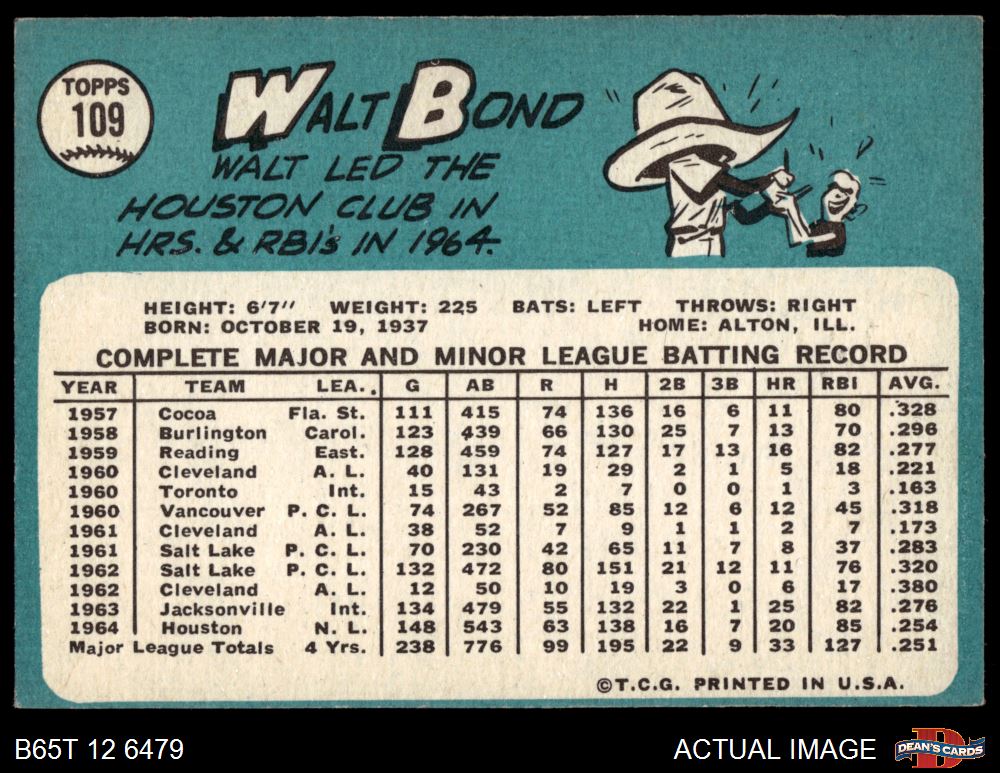 TOPPS
109
WALT BOND
WALT LED THE
HOUSTON CLUB IN
HRS. & RBI's IN 1964.
HEIGHT: 6'7" WEIGHT: 225 BATS: LEFT THROWS: RIGHT
BORN: OCTOBER 19, 1937 HOME: ALTON, ILL.
COMPLETE MAJOR AND MINOR LEAGUE BATTING RECORD
YEAR TEAM LEA. G AB R H 2B 3B HR RBI AVG.
1957 Cocoa Fla. St. 111 415 74 136 16 6 11 80 .328
1958 Burlington Carol. 123 439 66 130 25 7 13 70 .296
1959 Reading East. 128 459 74 127 17 13 16 82 .277
1960 Cleveland A. L. 40 131 19 29 2 1 5 18 .221
1960 Toronto Int. 15 43 2 7 0 0 1 3 .163
1960 Vancouver P. C. L. 74 267 52 85 12 6 12 45 .318
1961 Cleveland A. L. 38 52 7 9 1 1 2 7 .173
1961 Salt Lake P. C. L. 70 230 42 65 11 7 8 37 .283
1962 Salt Lake P. C. L. 132 472 80 151 21 12 11 76 .320
1962 Cleveland A. L. 12 50 10 19 3 0 6 17 .380
1963 Jacksonville Int. 134 479 55 132 22 1 25 82 .276
1964 Houston N. L. 148 543 63 138 16 7 20 85 .254
Major League Totals 4 Yrs. 238 776 99 195 22 9 33 127 .251
©T.C.G. PRINTED IN U.S.A.
B65T 12 6479 ACTUAL IMAGE
D
DEAN'S CARDS